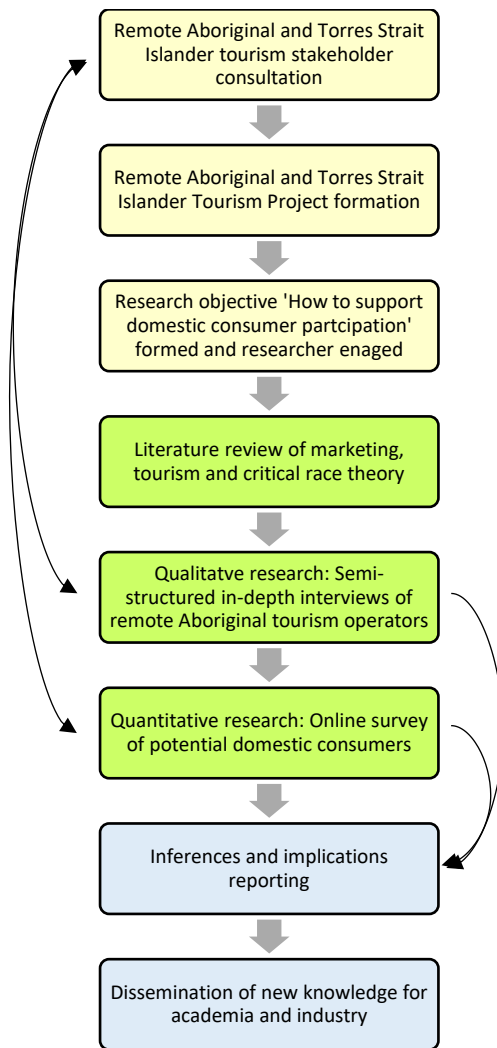 Remote Aboriginal and Torres Strait
Islander tourism stakeholder
consultation
Remote Aboriginal and Torres Strait
Islander Tourism Project formation
Research objective 'How to support
domestic consumer partcipation'
formed and researcher enaged
Literature review of marketing,
tourism and critical race theory
Qualitatve research: Semi-
structured in-depth interviews of
remote Aboriginal tourism operators
Quantitative research: Online survey
of potential domestic consumers
Inferences and implications
reporting
Dissemination of new knowledge for
academia and industry